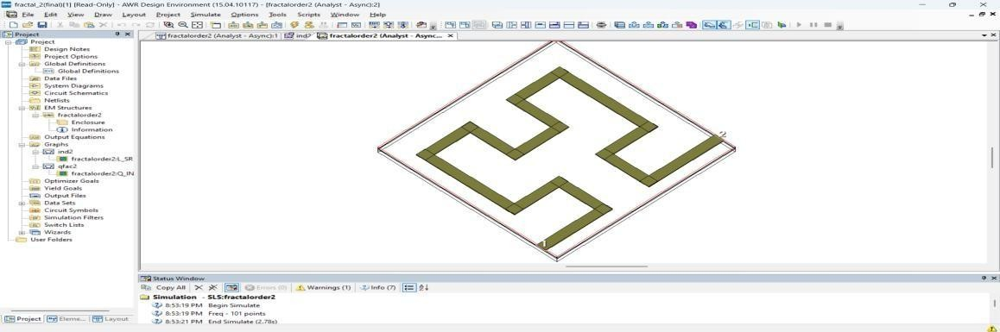 fractal_2(final)[1] [Read-Only] - AWR Design Environment (15.04.10117) - [fractalorder2 (Analyst - Async):2]
File Edit View Draw Layout Project Simulate Options Tools Scripts Window Help
Project
fractalorder2 (Analyst - Async):1 ind2 fractalorder2 (Analyst - Async...
Project
Design Notes
Project Options
Global Definitions
Global Definitions
Data Files
System Diagrams
Circuit Schematics
Netlists
EM Structures
fractalorder2
Enclosure
Information
Output Equations
Graphs
ind2
fractalorder2:L_SR
qfac2
fractalorder2:Q_IN
Optimizer Goals
Yield Goals
Output Files
Data Sets
Circuit Symbols
Simulation Filters
Switch Lists
Wizards
User Folders
2
1
Status Window
Copy All Errors (0) Warnings (1) Info (7)
Simulation - SLS:fractalorder2
8:53:19 PM Begin Simulate
8:53:19 PM Freq - 101 points
8:53:21 PM End Simulate (2.78s)
Project Eleme... Layout